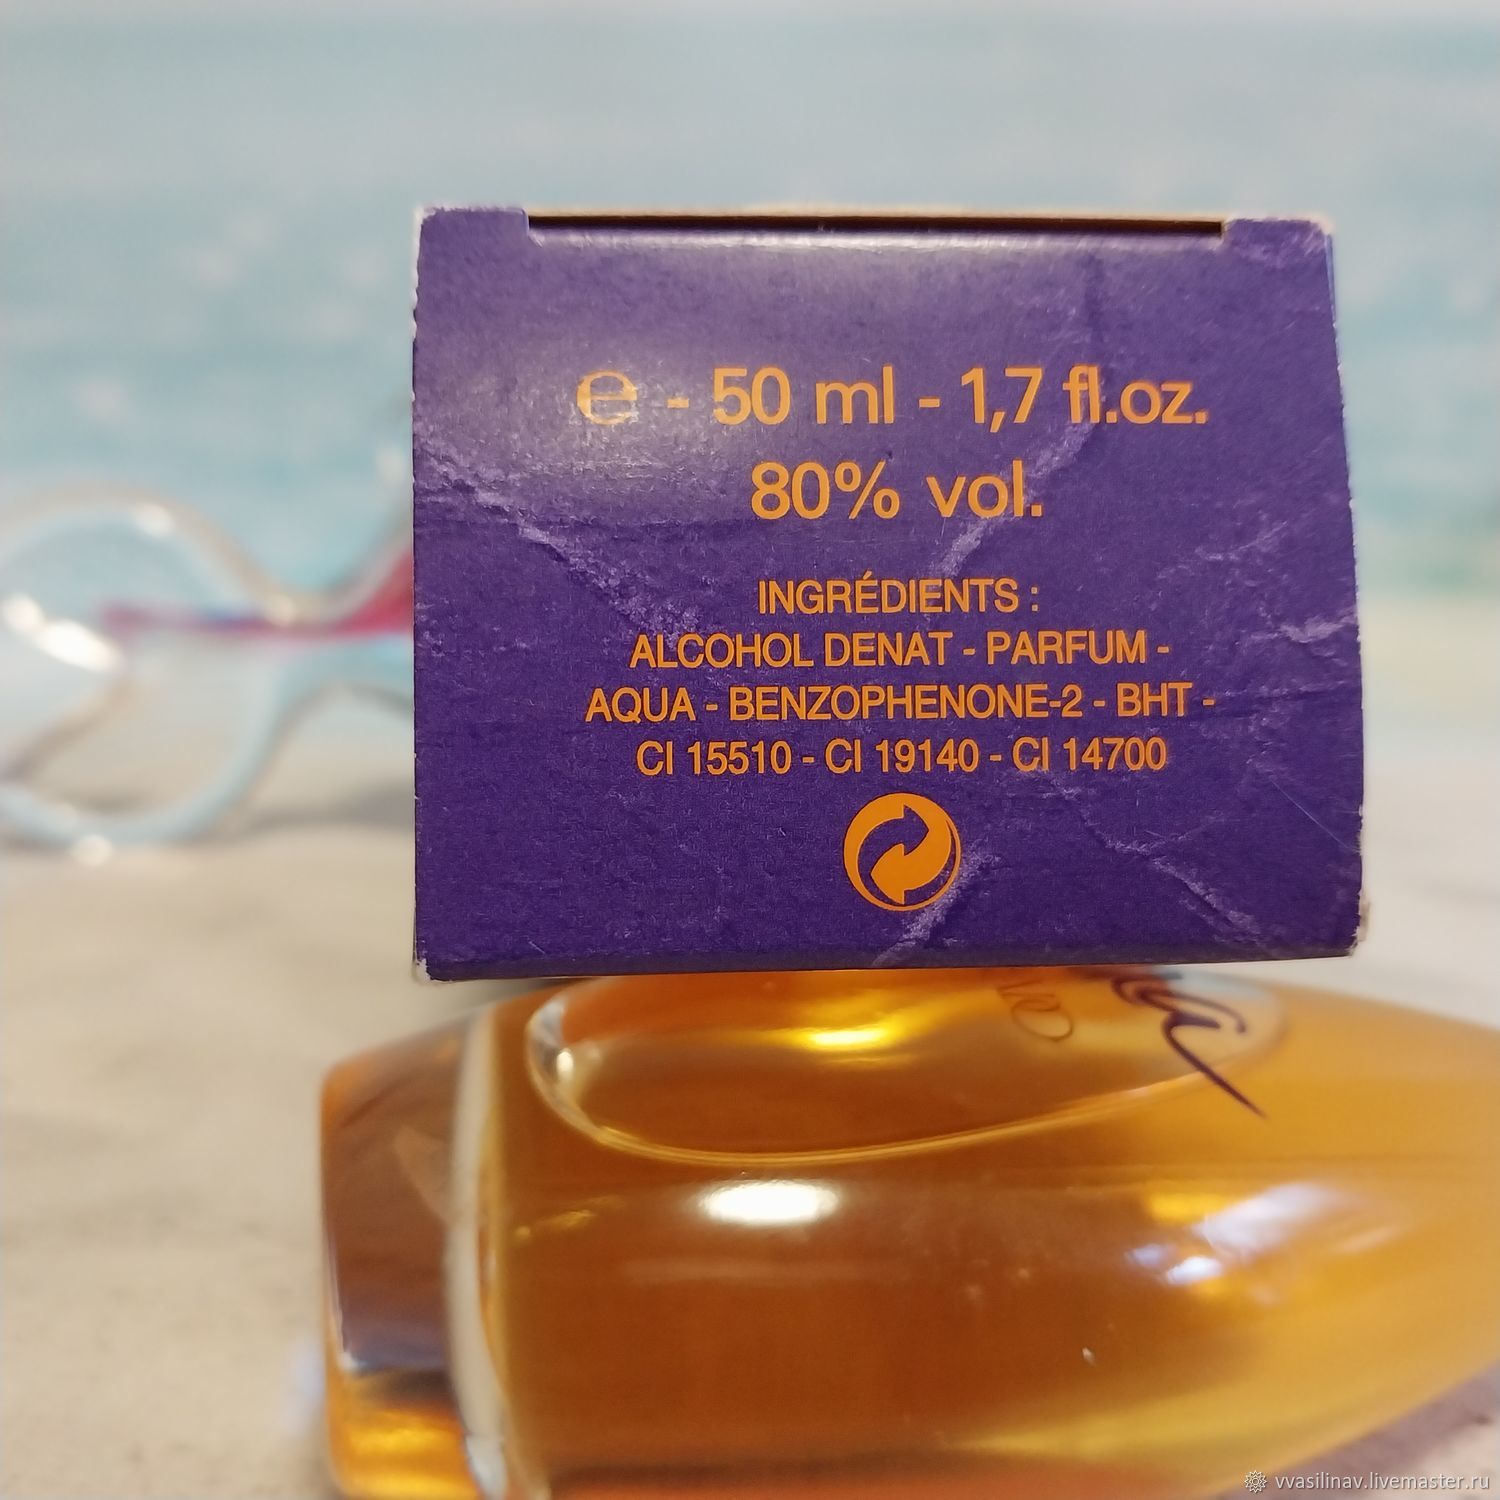 e - 50 ml - 1,7 fl.oz.
80% vol.
INGRÉDIENTS :
ALCOHOL DENAT - PARFUM -
AQUA - BENZOPHENONE-2 - BHT -
CI 15510 - CI 19140 - CI 14700
vvasilinav.livemaster.ru